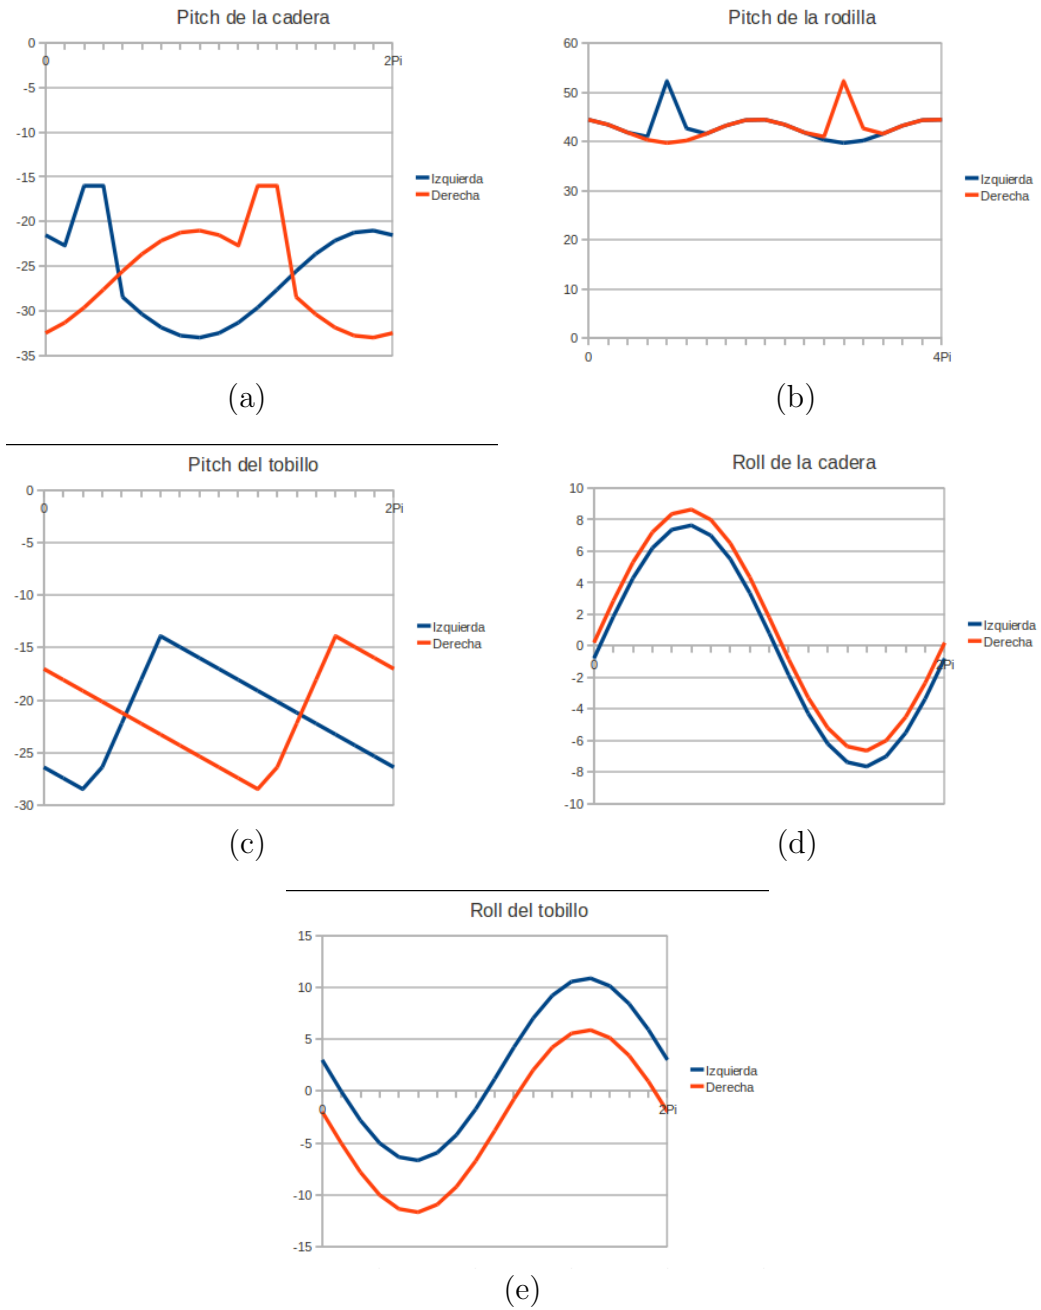 Pitch de la cadera
0
-5
-10
-15
-20
-25
-30
-35
0
2Pi
Izquierda
Derecha
(a)
Pitch de la rodilla
60
50
40
30
20
10
0
0
4Pi
Izquierda
Derecha
(b)
Pitch del tobillo
0
-5
-10
-15
-20
-25
-30
0
2Pi
Izquierda
Derecha
(c)
Roll de la cadera
10
8
6
4
2
0
-2
-4
-6
-8
-10
0
2Pi
Izquierda
Derecha
(d)
Roll del tobillo
15
10
5
0
-5
-10
-15
0
2Pi
Izquierda
Derecha
(e)